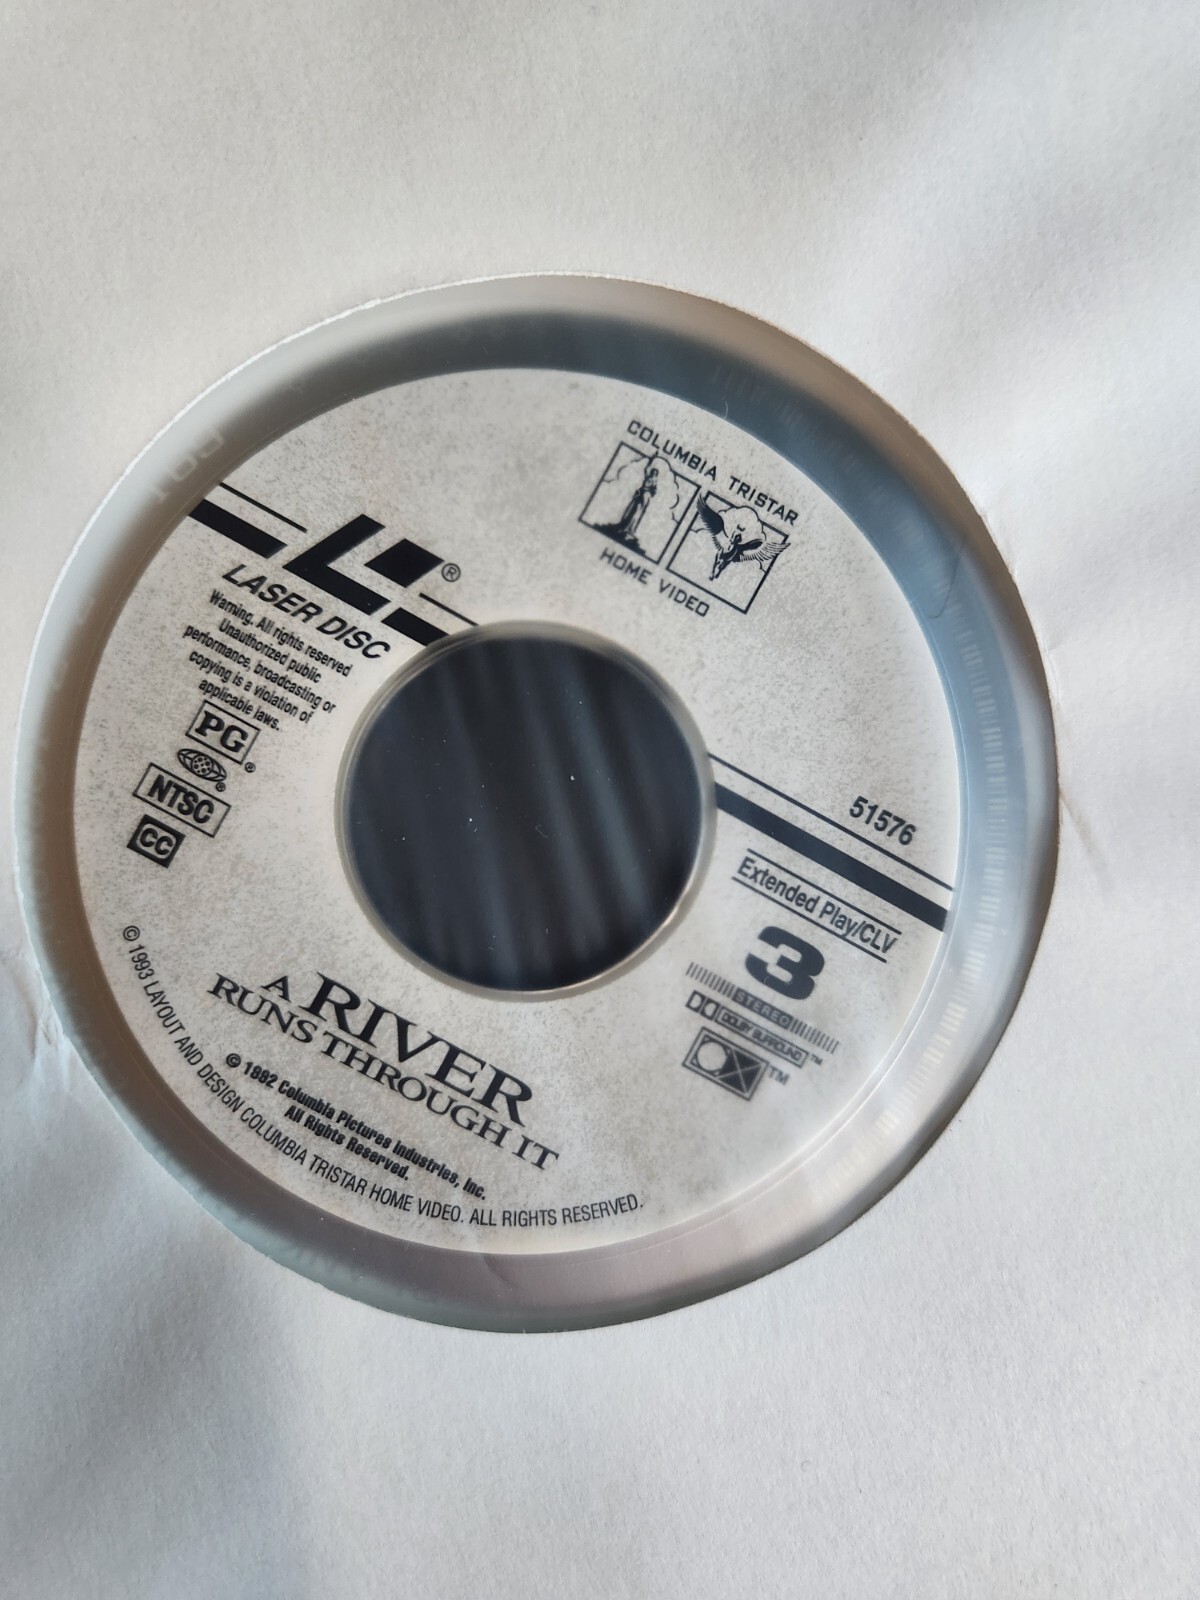 COLUMBIA TRISTAR
HOME VIDEO
®
LASER DISC
Warning. All rights reserved
Unauthorized public
performance, broadcasting or
copying is a violation of
applicable laws.
PG
®
NTSC
CC
51576
Extended Play/CLV
3
STEREO
DOLBY SURROUND™
CX TM
A RIVER
RUNS THROUGH IT
© 1992 Columbia Pictures Industries, Inc.
All Rights Reserved.
© 1993 LAYOUT AND DESIGN COLUMBIA TRISTAR HOME VIDEO. ALL RIGHTS RESERVED.